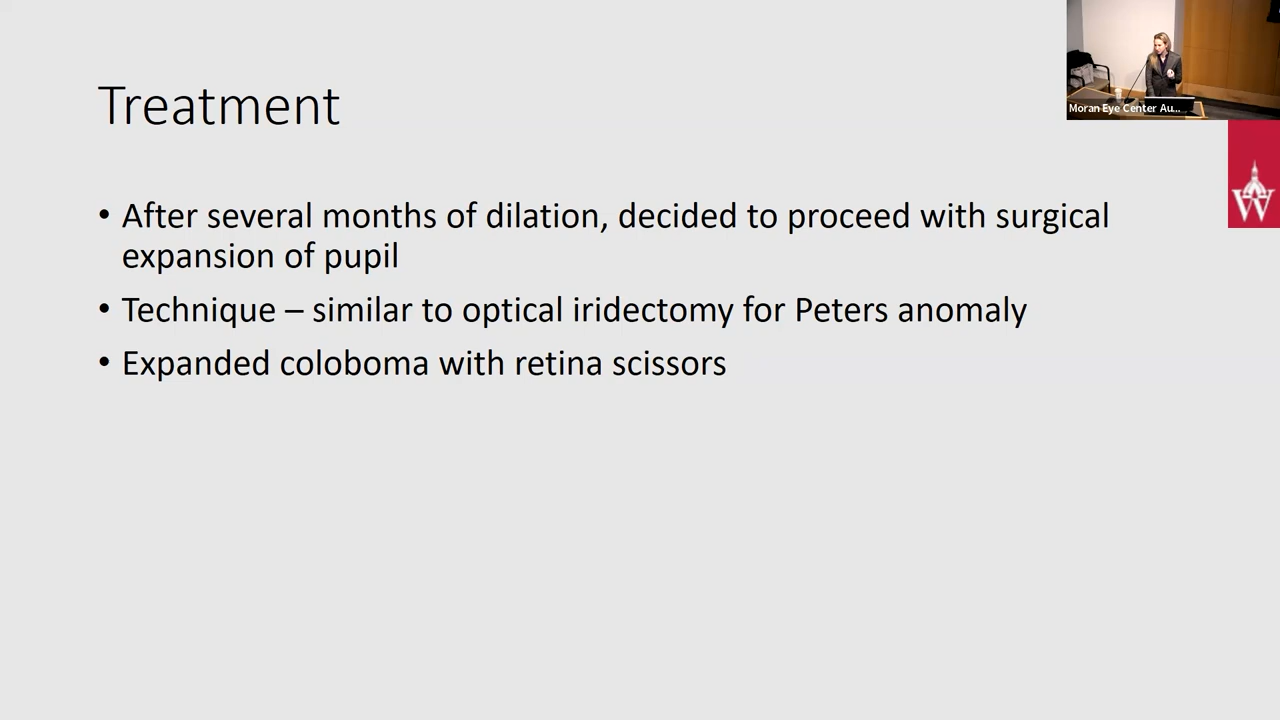 Moran Eye Center Au...
W
Treatment
• After several months of dilation, decided to proceed with surgical
expansion of pupil
• Technique – similar to optical iridectomy for Peters anomaly
• Expanded coloboma with retina scissors